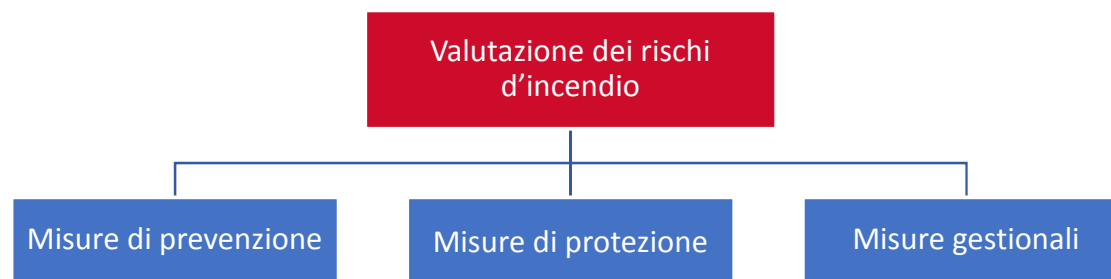 Valutazione dei rischi
d’incendio
Misure di prevenzione
Misure di protezione
Misure gestionali